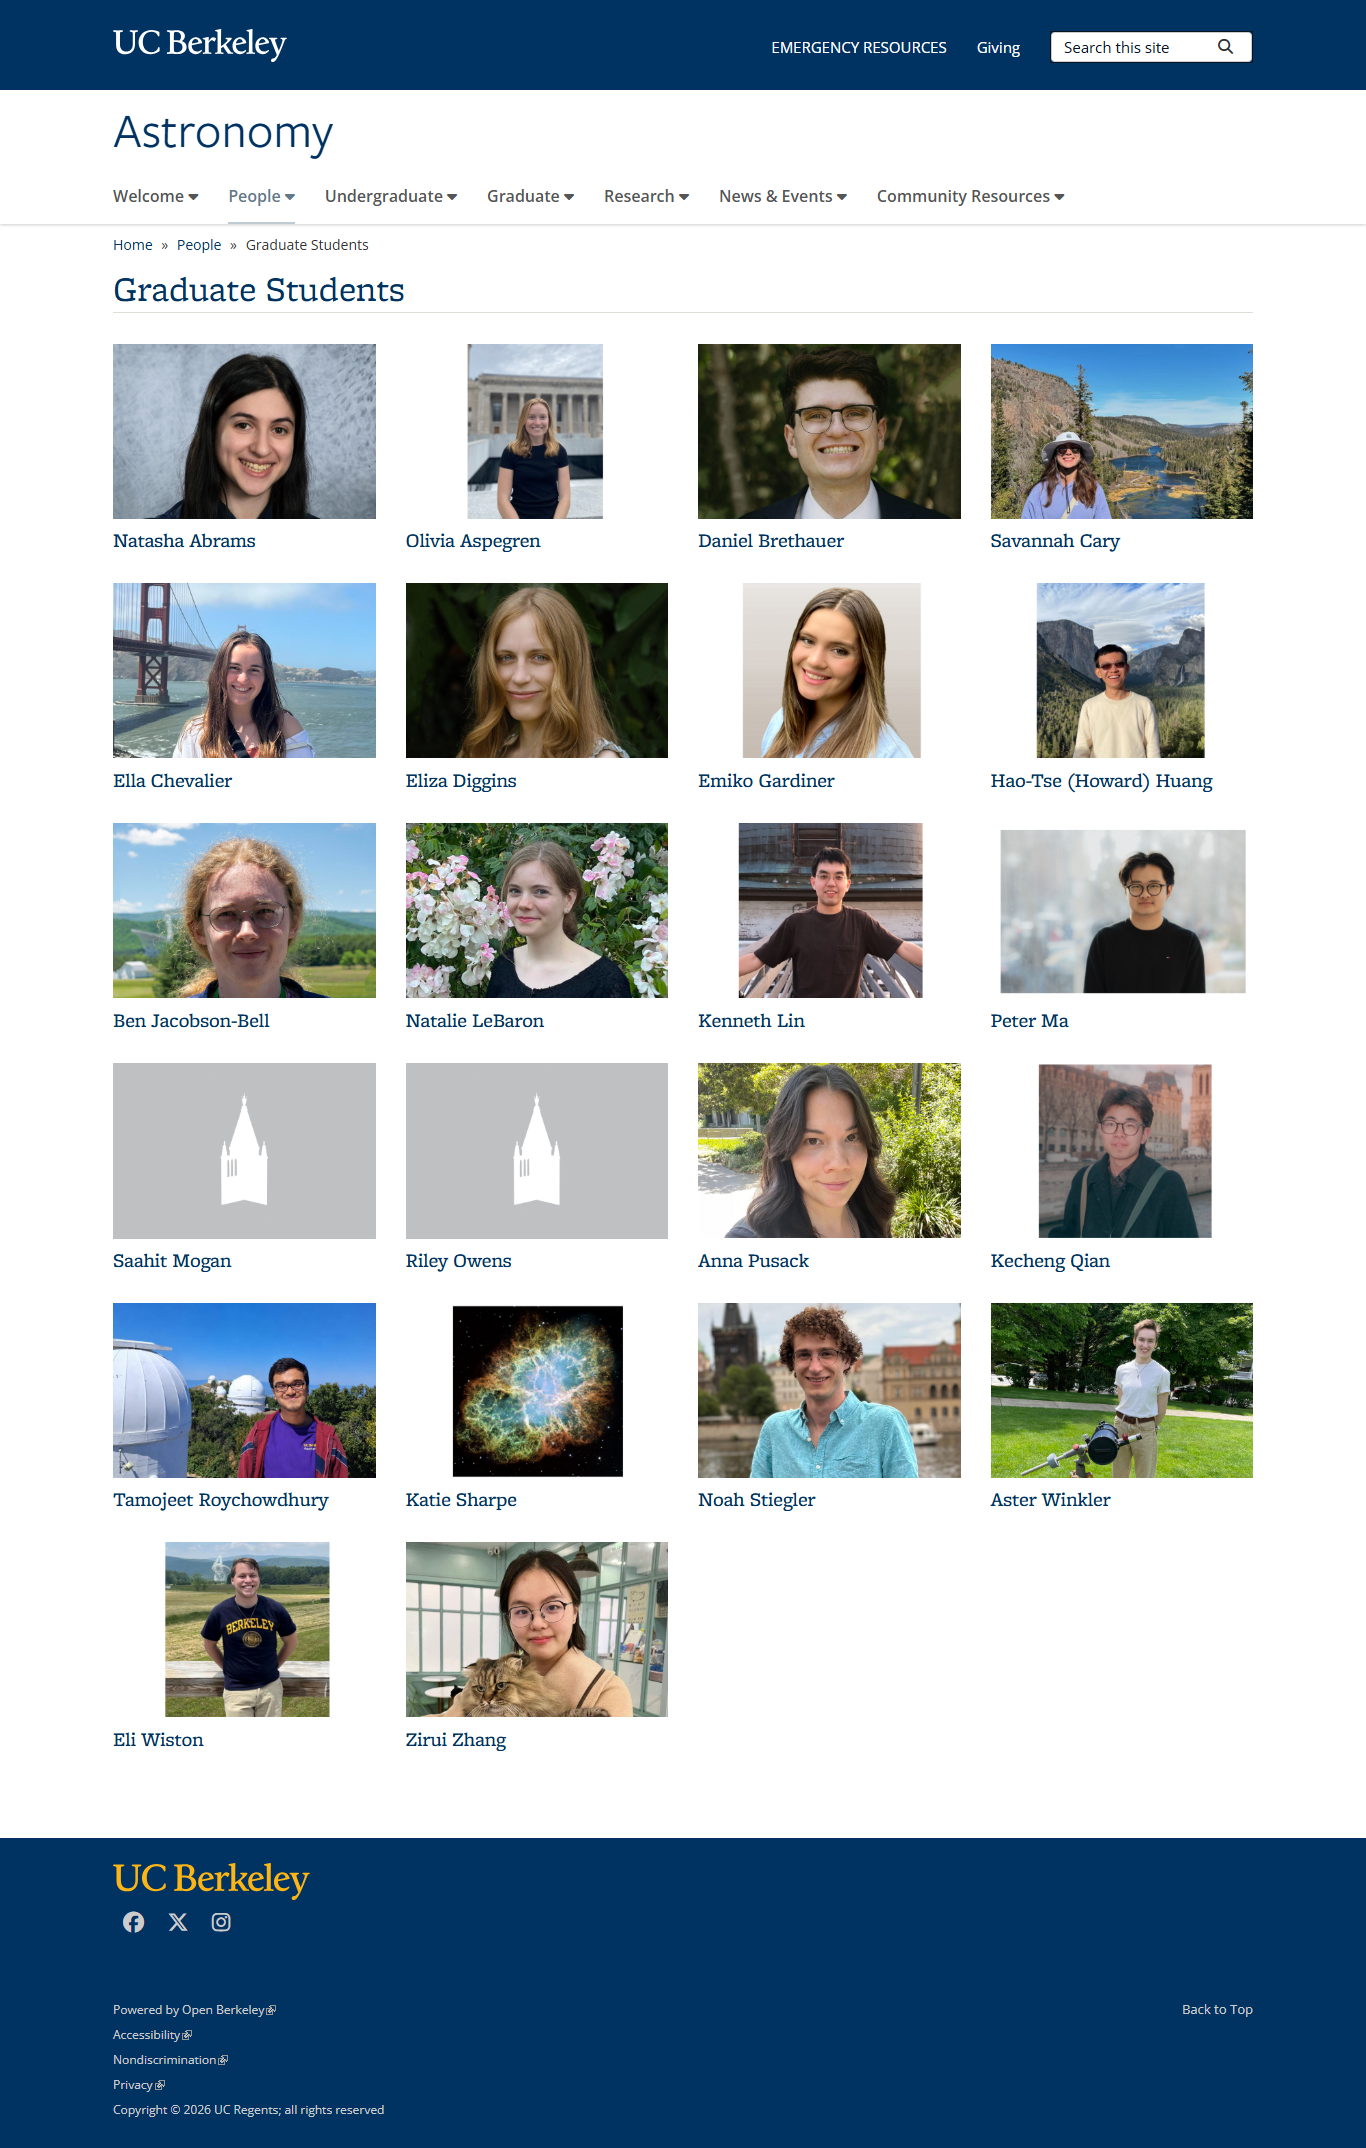 UC Berkeley
EMERGENCY RESOURCES
Giving
Search this site
Astronomy
Welcome
People
Undergraduate
Graduate
Research
News & Events
Community Resources
Home » People » Graduate Students
Graduate Students
Natasha Abrams
Olivia Aspegren
Daniel Brethauer
Savannah Cary
Ella Chevalier
Eliza Diggins
Emiko Gardiner
Hao-Tse (Howard) Huang
Ben Jacobson-Bell
Natalie LeBaron
Kenneth Lin
Peter Ma
Saahit Mogan
Riley Owens
Anna Pusack
Kecheng Qian
Tamojeet Roychowdhury
Katie Sharpe
Noah Stiegler
Aster Winkler
BERKELEY
Eli Wiston
Zirui Zhang
UC Berkeley
Powered by Open Berkeley
Back to Top
Accessibility
Nondiscrimination
Privacy
Copyright © 2026 UC Regents; all rights reserved